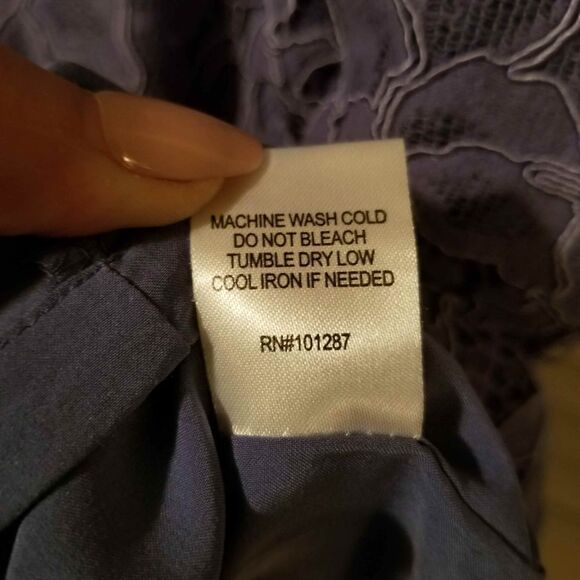 MACHINE WASH COLD
DO NOT BLEACH
TUMBLE DRY LOW
COOL IRON IF NEEDED
RN#101287